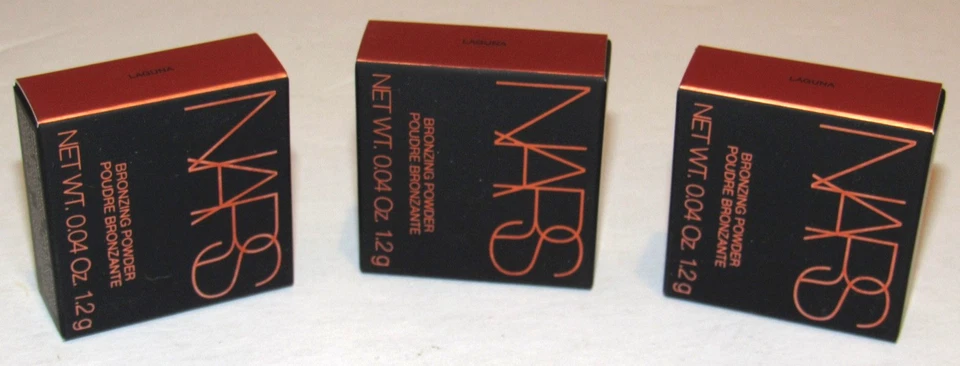 LAGUNA
NARS
BRONZING POWDER
POUDRE BRONZANTE
NET WT. 0.04 Oz. 1.2 g
LAGUNA
NARS
BRONZING POWDER
POUDRE BRONZANTE
NET WT. 0.04 Oz. 1.2 g
LAGUNA
NARS
BRONZING POWDER
POUDRE BRONZANTE
NET WT. 0.04 Oz. 1.2 g